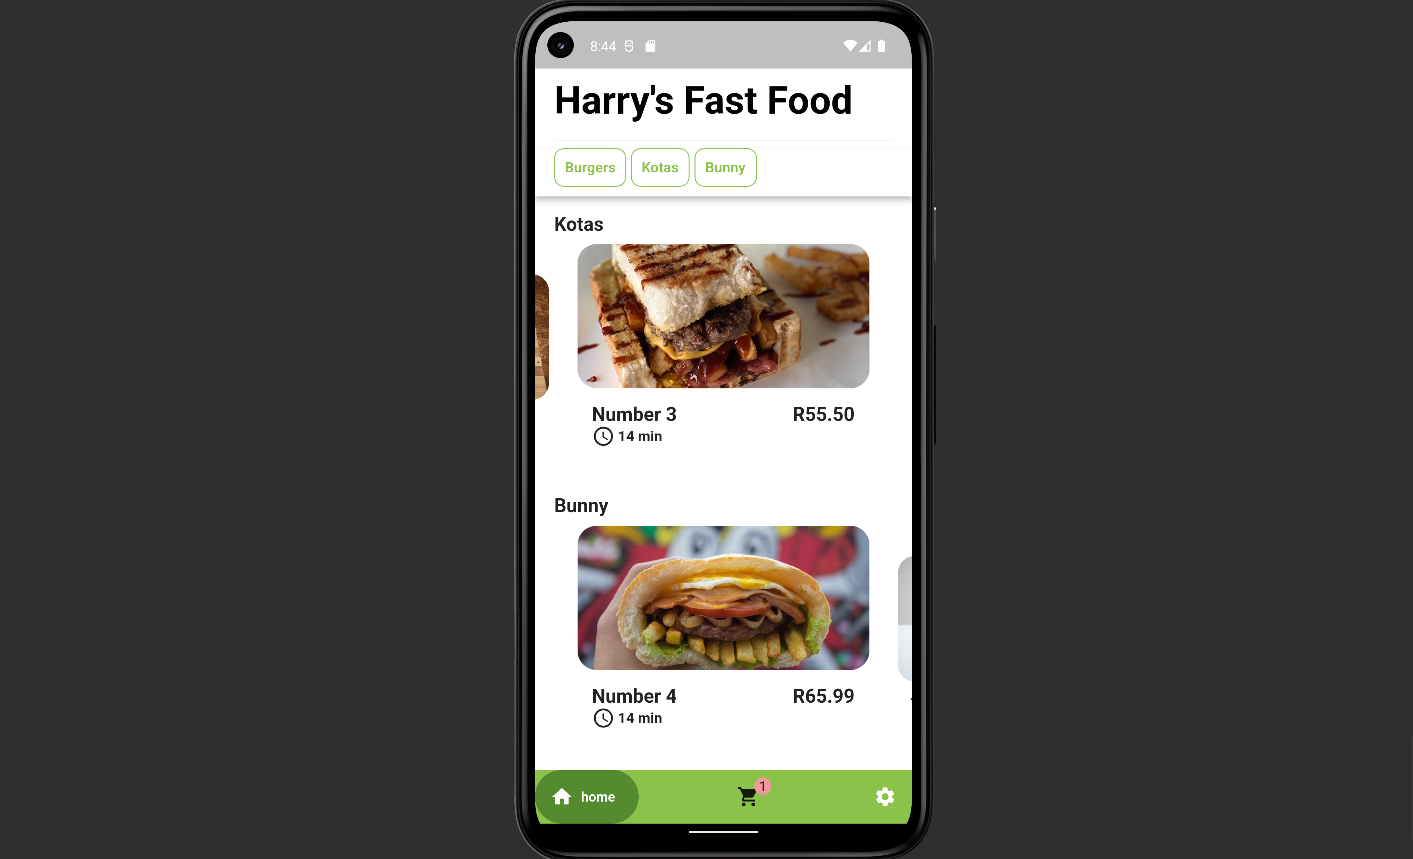 8:44
Harry's Fast Food
Burgers Kotas Bunny
Kotas
Number 3 R55.50
14 min
Bunny
Number 4 R65.99
14 min
home 1